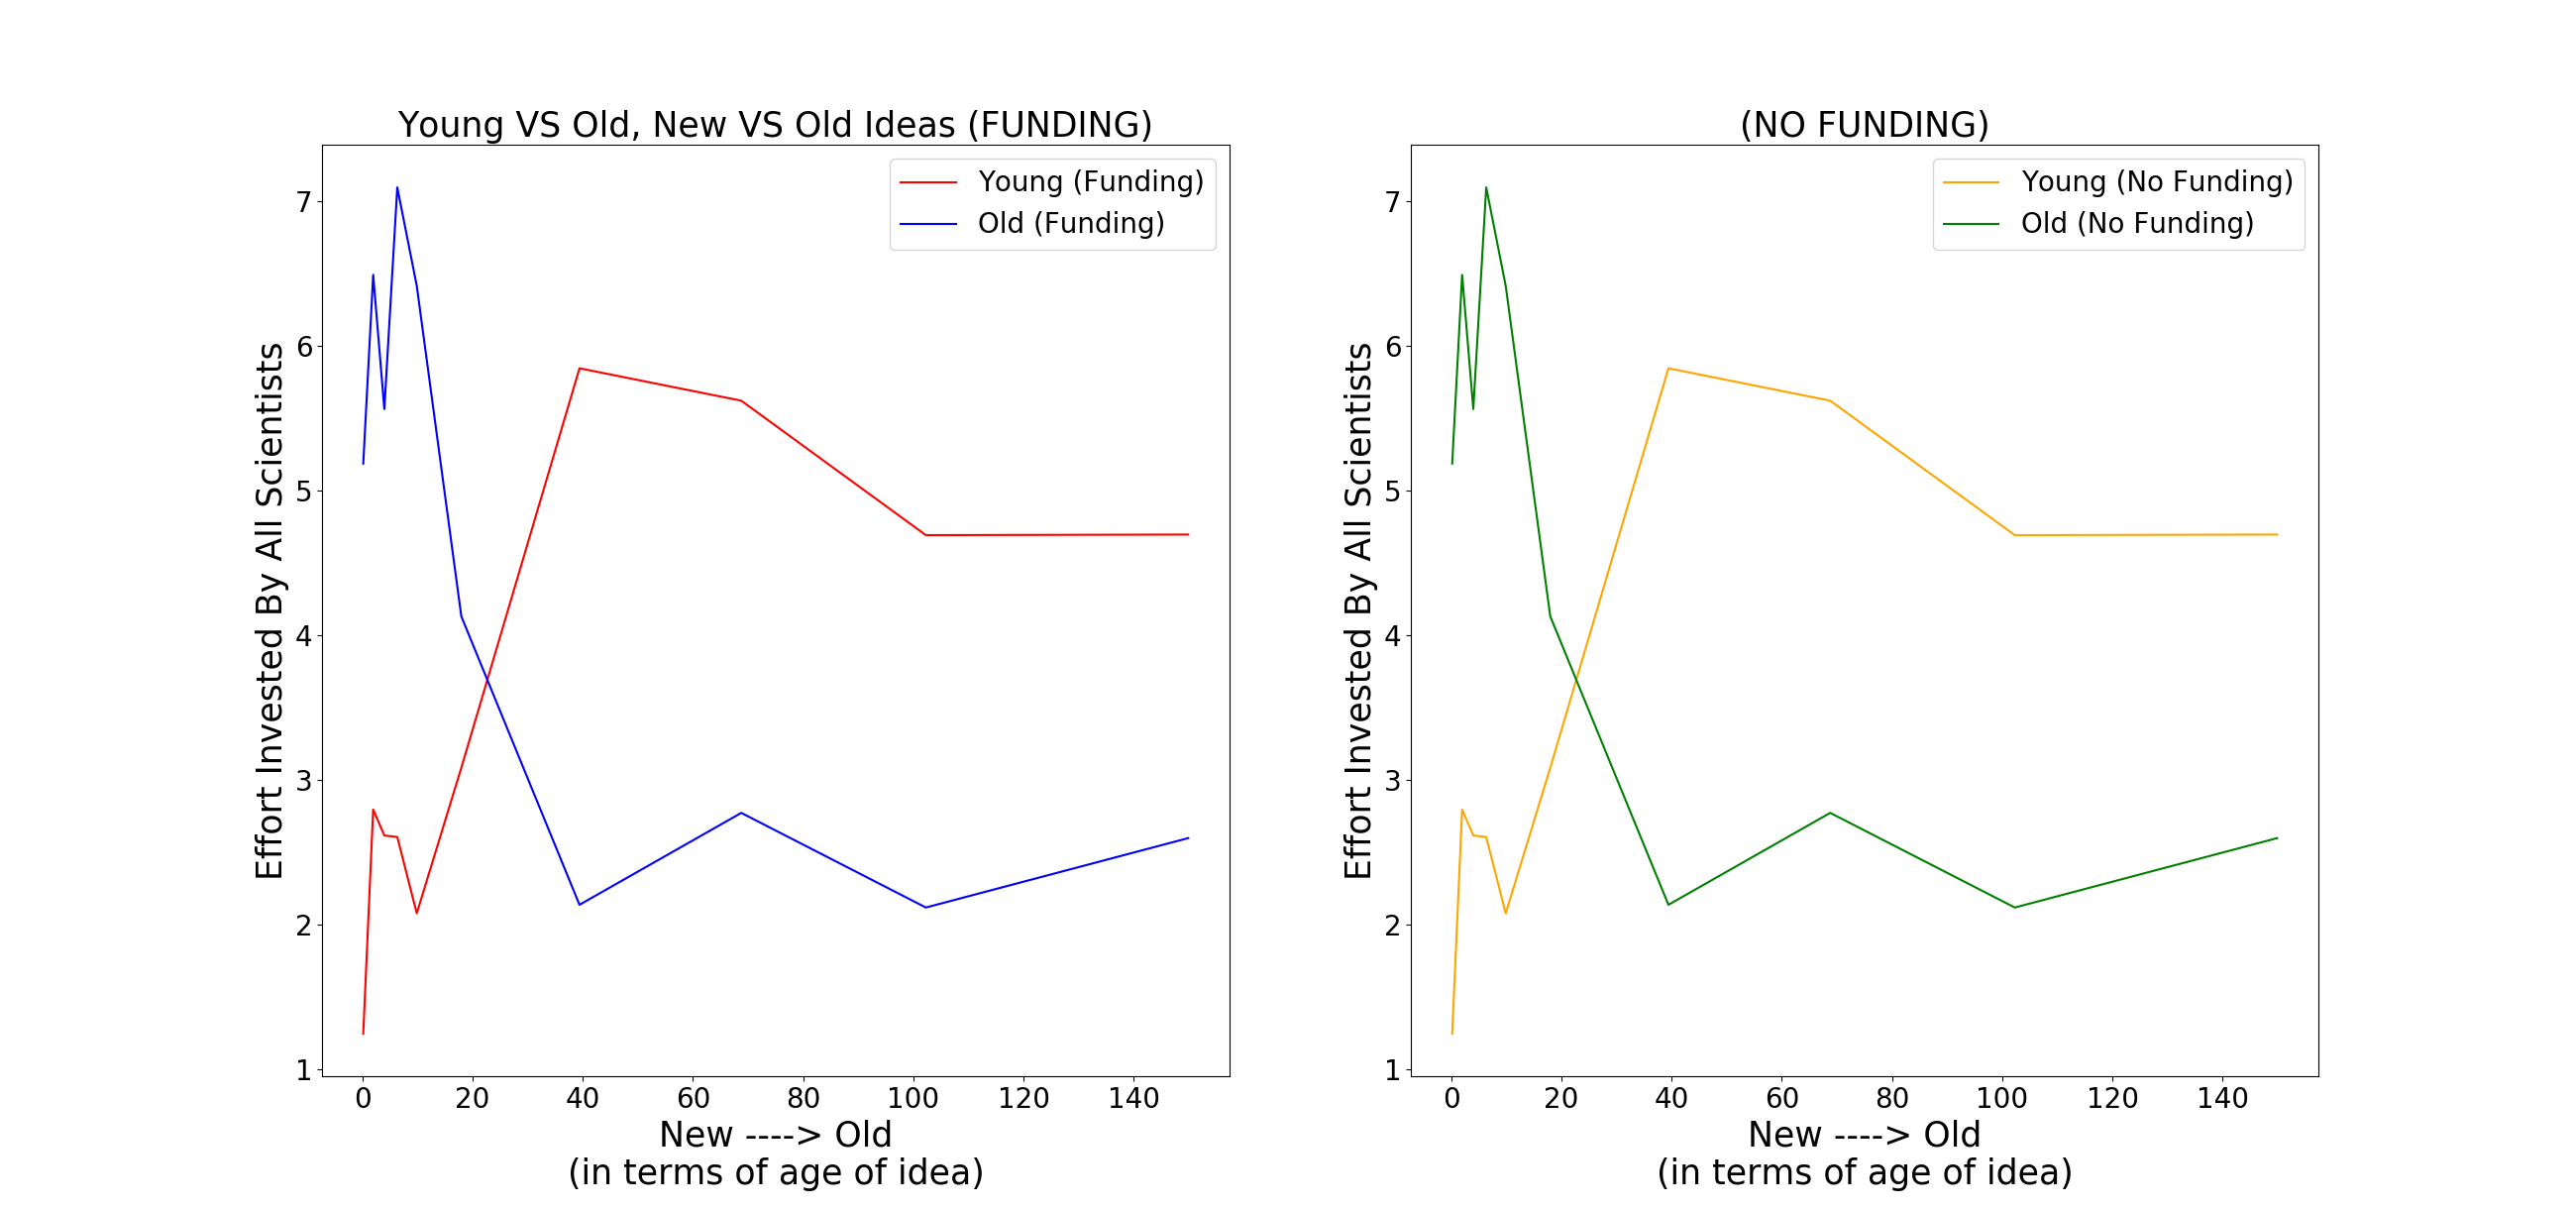 Young VS Old, New VS Old Ideas (FUNDING)
Young (Funding)
Old (Funding)
7
6
5
4
3
2
1
Effort Invested By All Scientists
0 20 40 60 80 100 120 140
New ----> Old
(in terms of age of idea)
(NO FUNDING)
Young (No Funding)
Old (No Funding)
7
6
5
4
3
2
1
Effort Invested By All Scientists
0 20 40 60 80 100 120 140
New ----> Old
(in terms of age of idea)